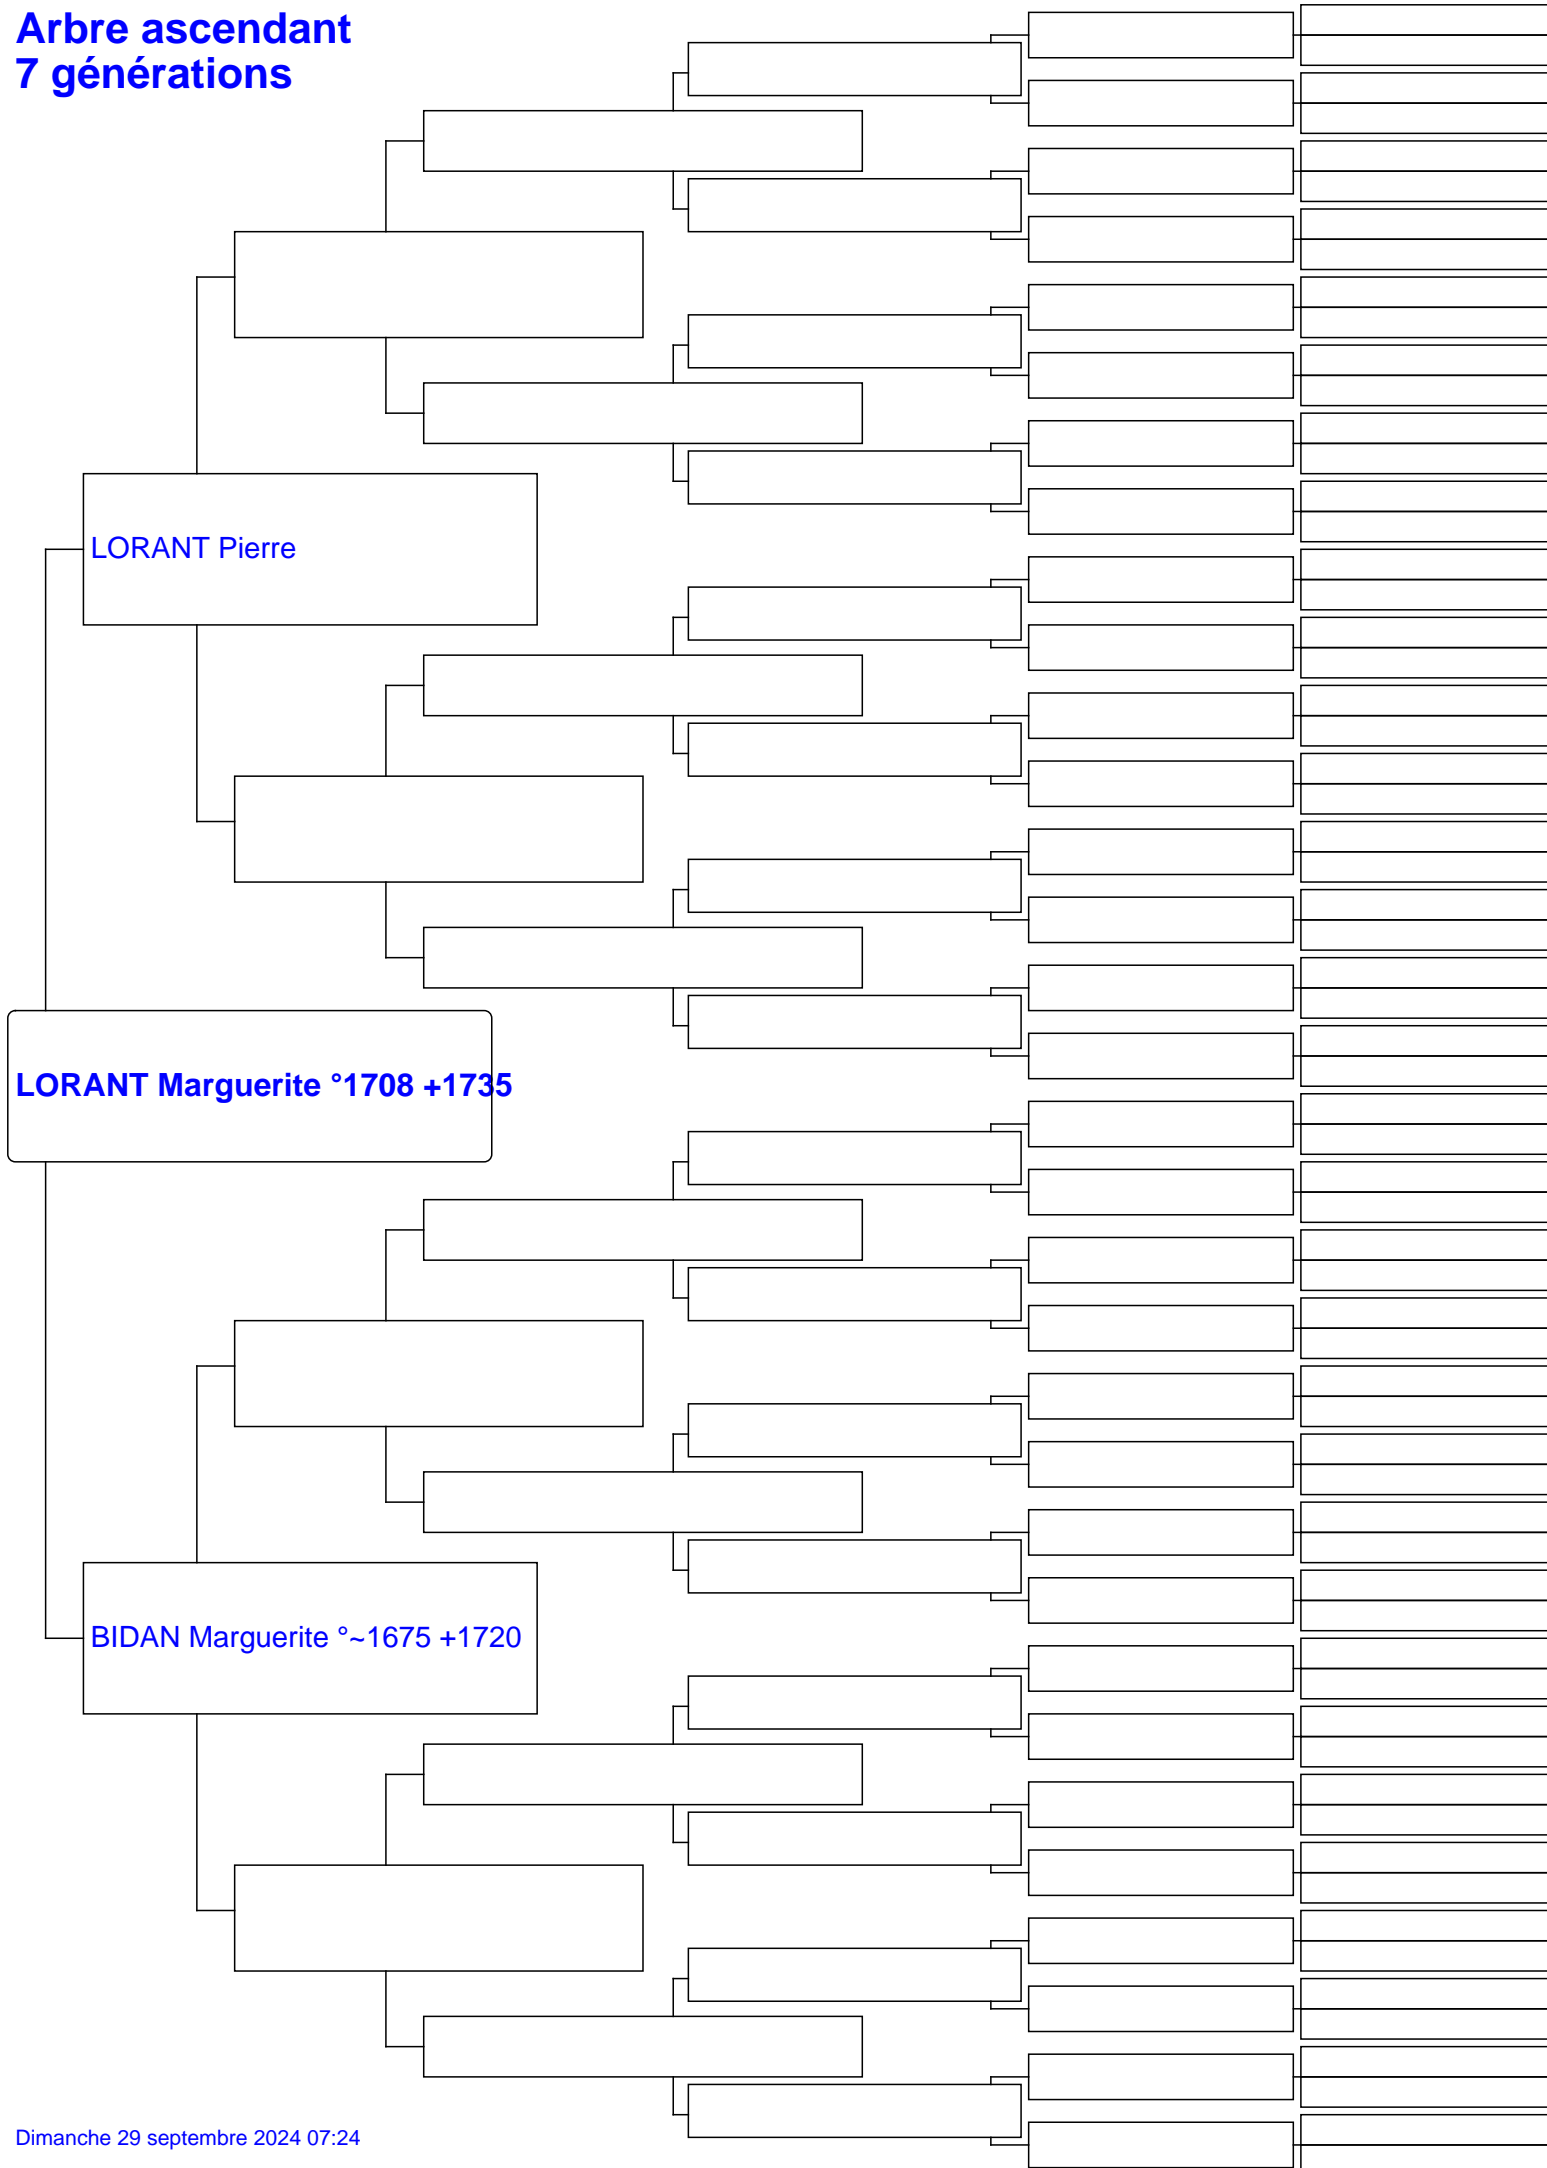 Arbre ascendant
7 générations
LORANT Pierre
LORANT Marguerite °1708 +1735
BIDAN Marguerite °~1675 +1720
Dimanche 29 septembre 2024 07:24